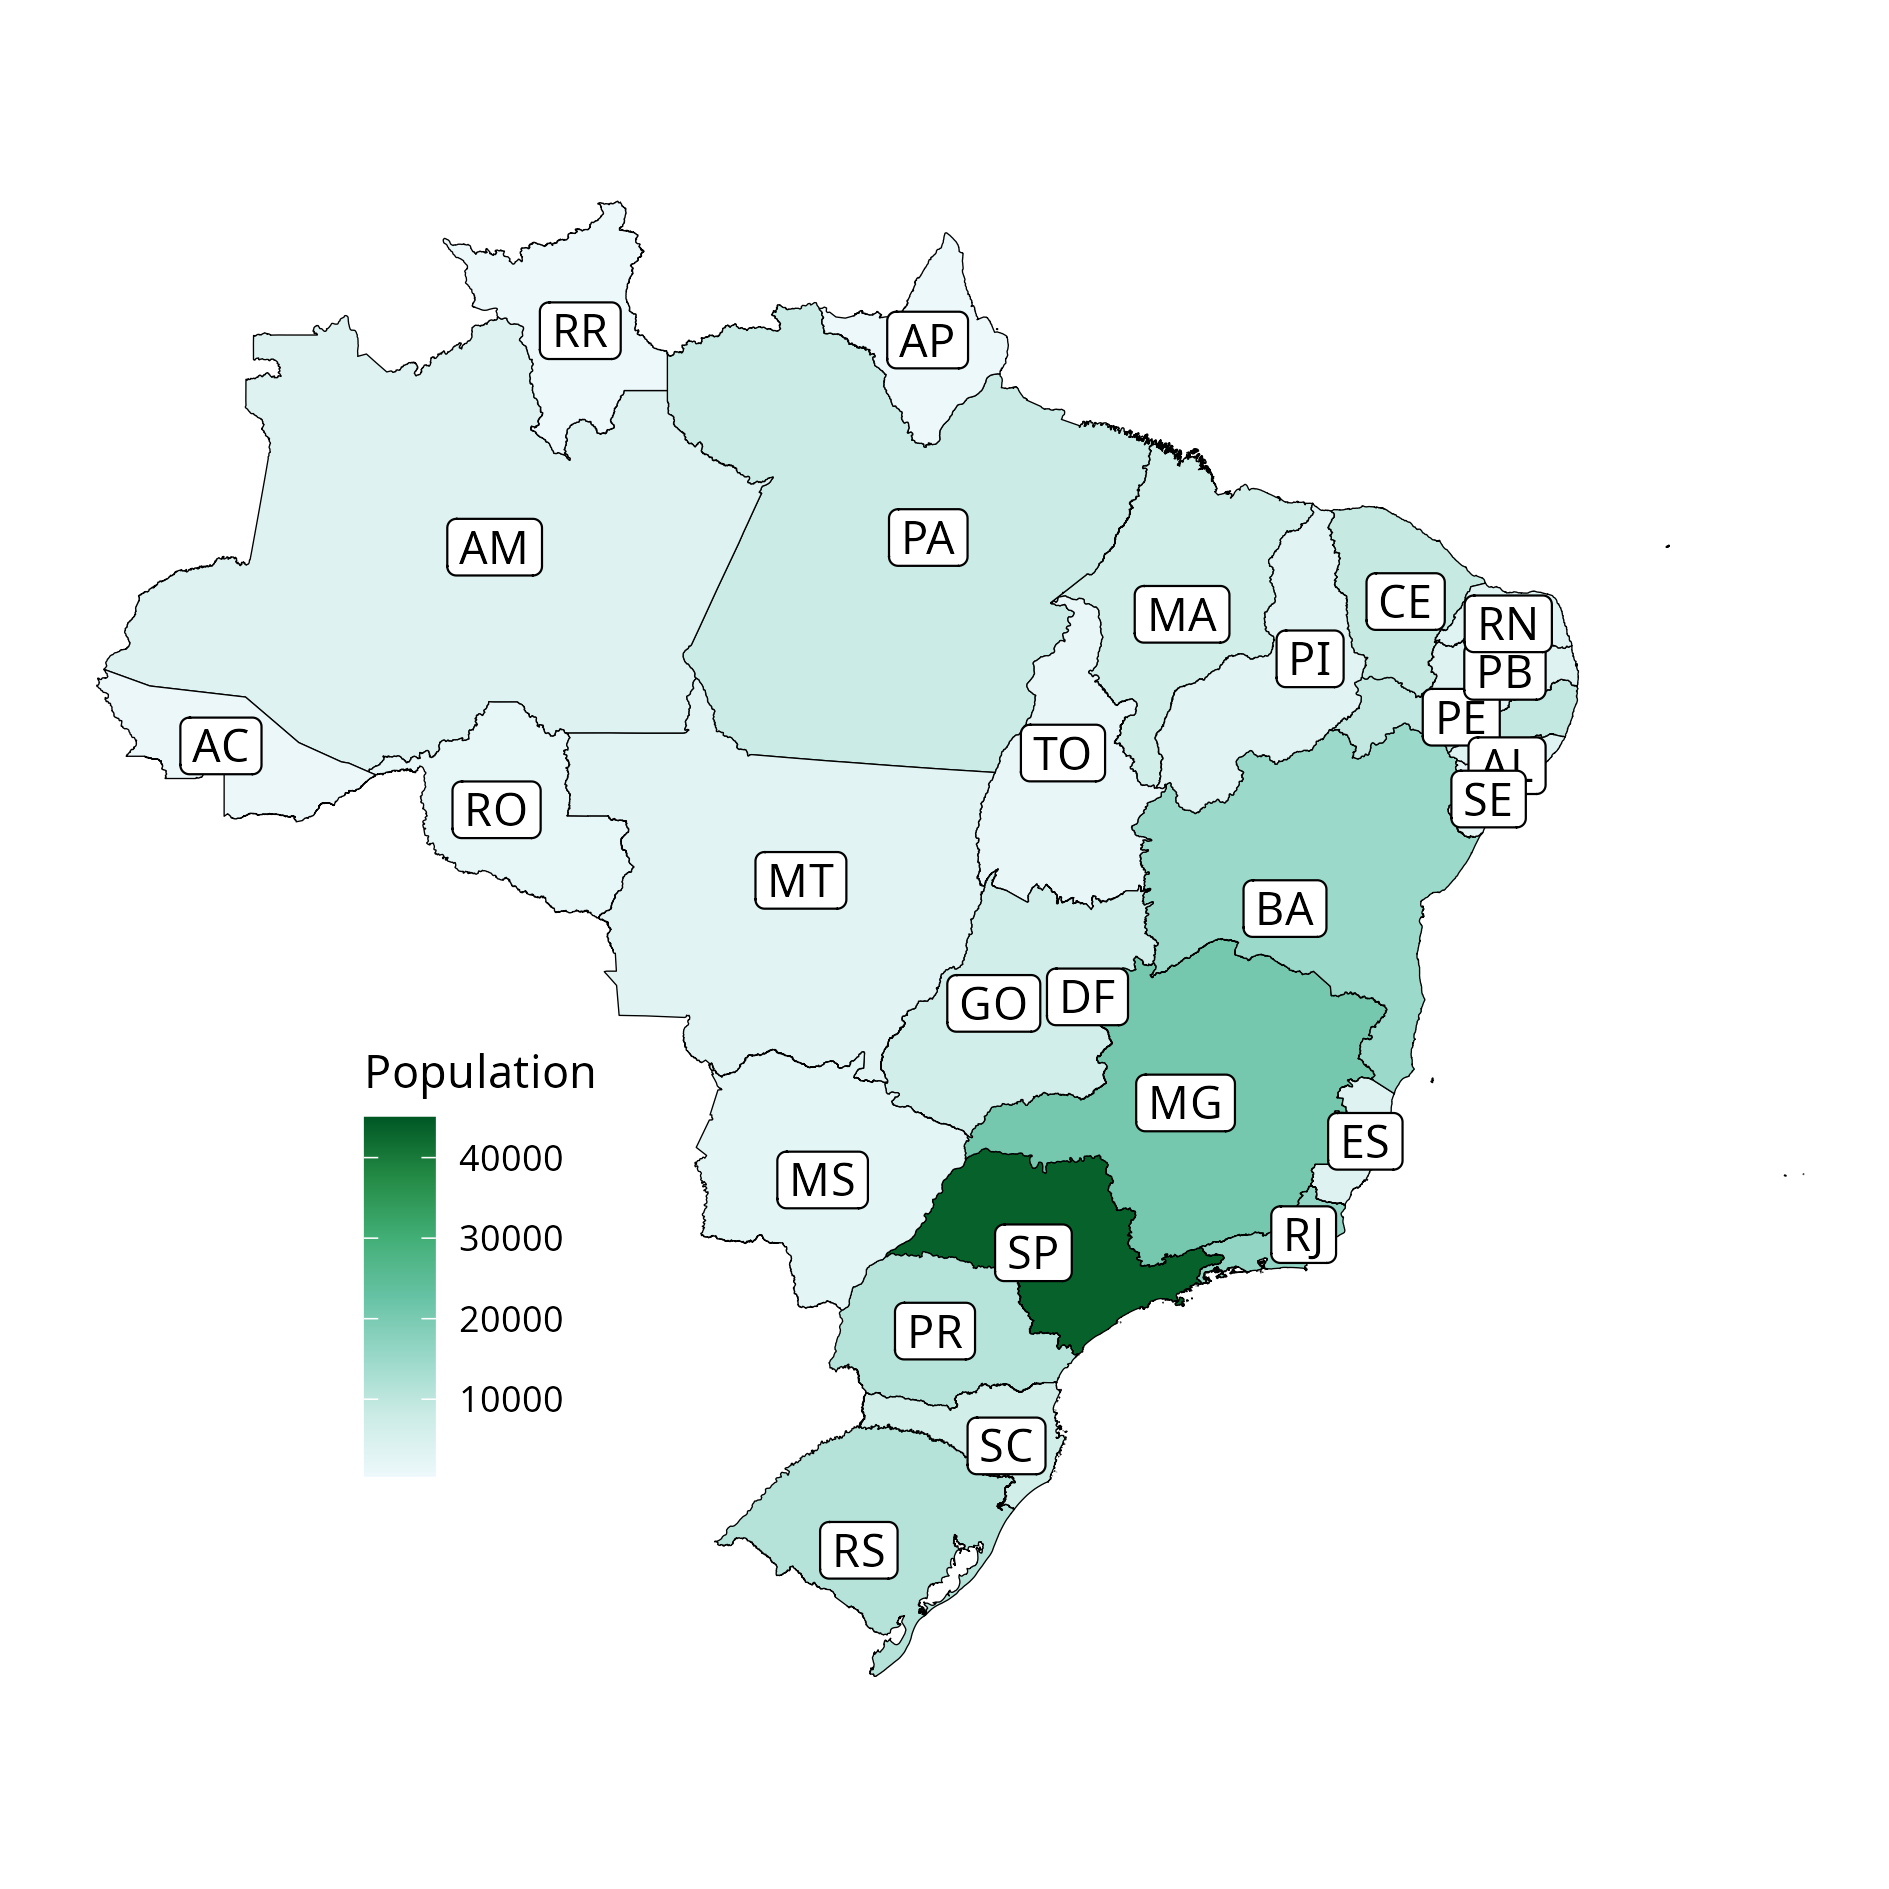 RR
AP
AM
PA
CE
MA
RN
PI
PB
PE
AC
TO
AL
SE
RO
MT
BA
GO
DF
Population
MG
ES
40000
MS
RJ
30000
SP
20000
PR
10000
SC
RS